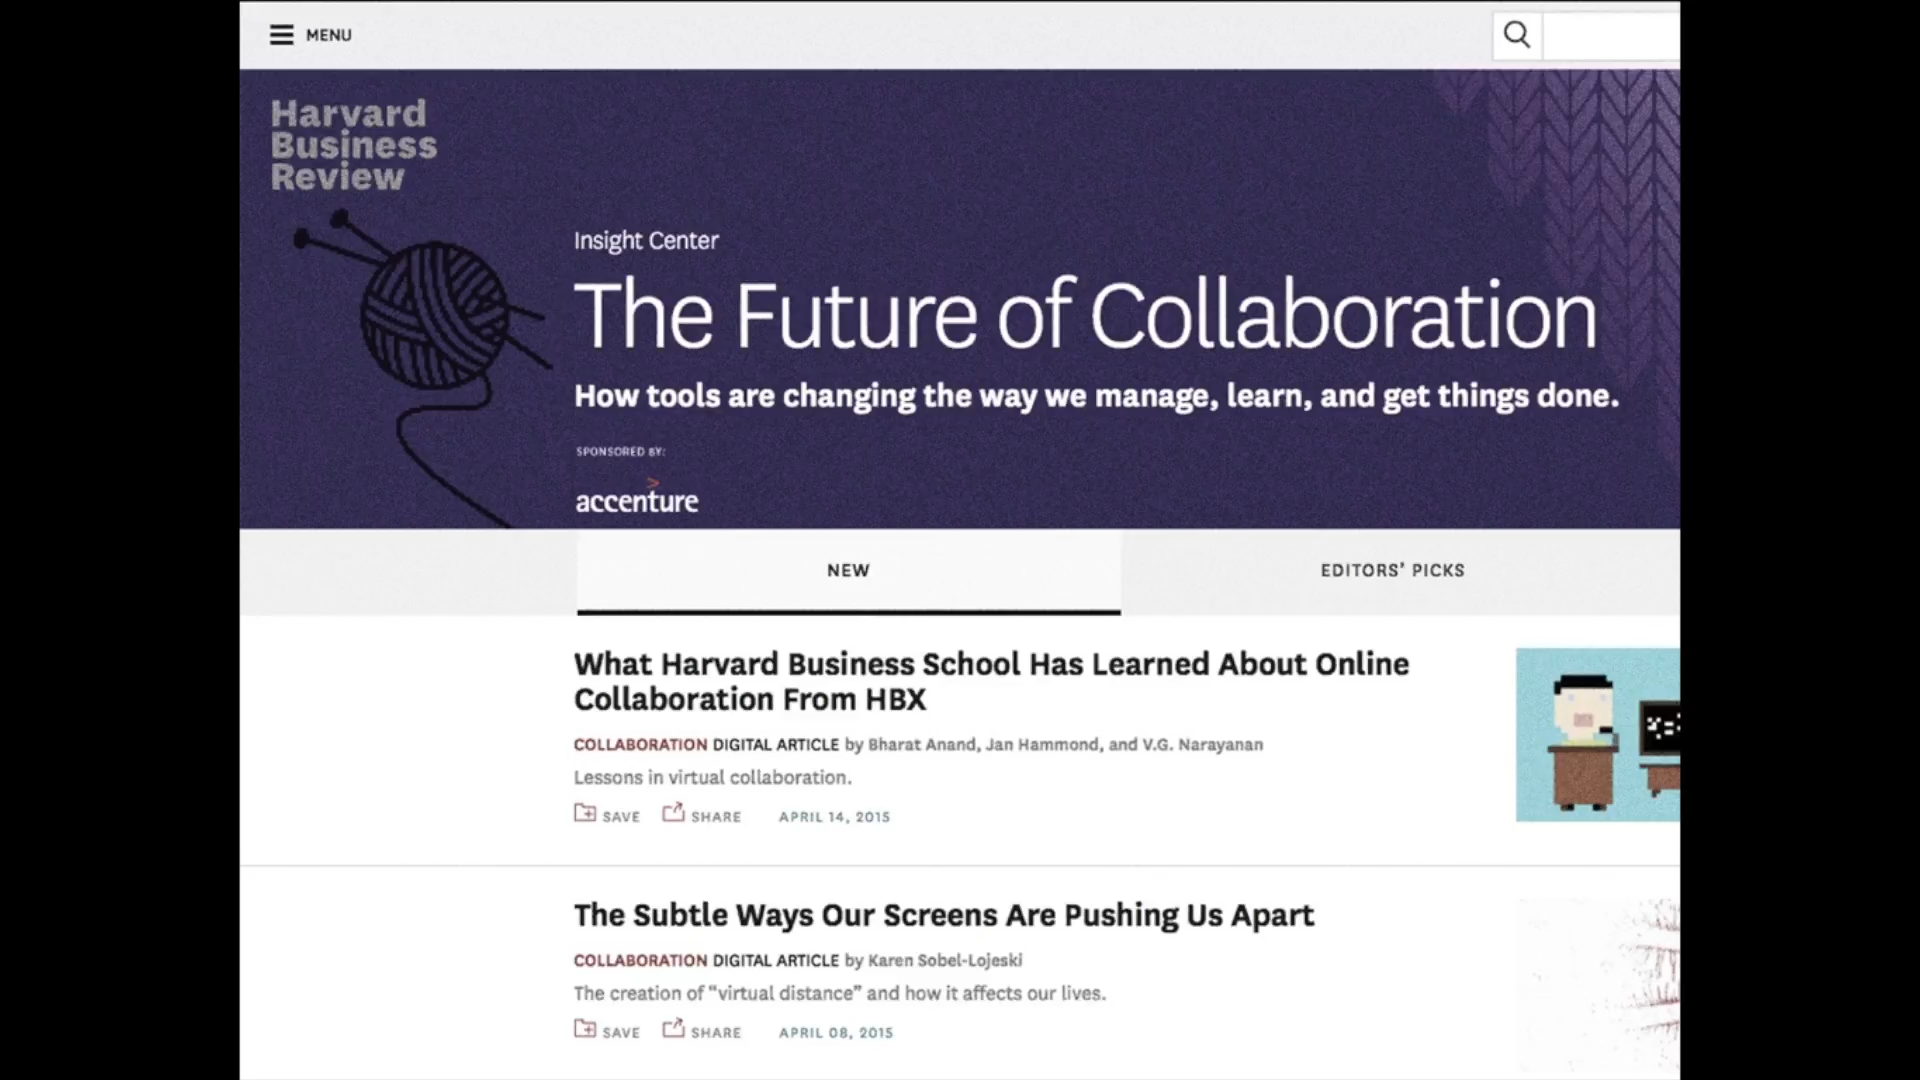 MENU
Harvard
Business
Review
Insight Center
The Future of Collaboration
How tools are changing the way we manage, learn, and get things done.
SPONSORED BY:
>
accenture
NEW
EDITORS’ PICKS
What Harvard Business School Has Learned About Online
Collaboration From HBX
COLLABORATION DIGITAL ARTICLE by Bharat Anand, Jan Hammond, and V.G. Narayanan
Lessons in virtual collaboration.
SAVE SHARE APRIL 14, 2015
The Subtle Ways Our Screens Are Pushing Us Apart
COLLABORATION DIGITAL ARTICLE by Karen Sobel-Lojeski
The creation of “virtual distance” and how it affects our lives.
SAVE SHARE APRIL 08, 2015